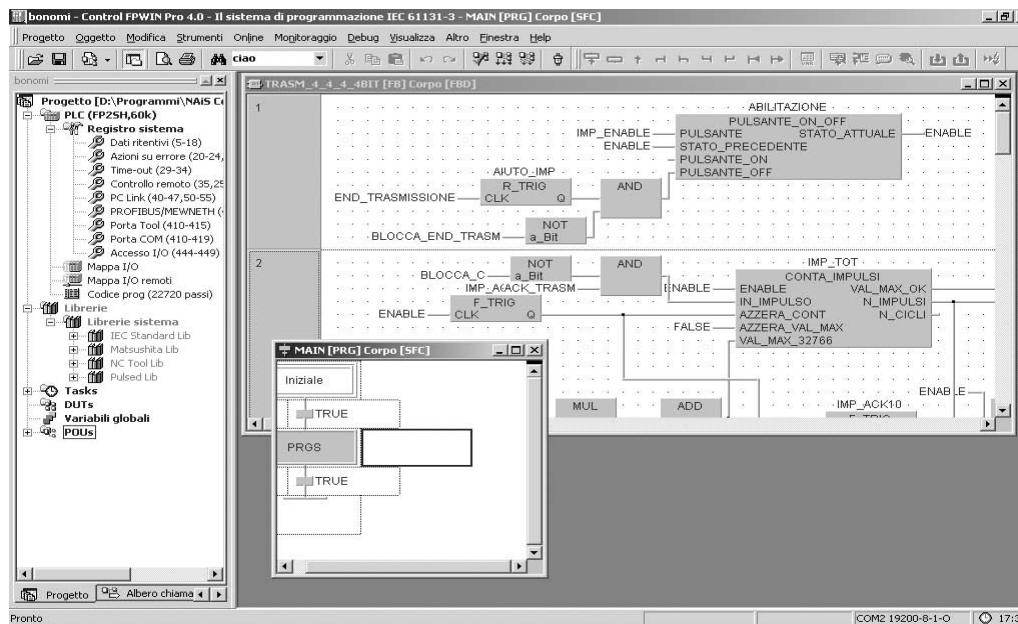 bonomi - Control FPWIN Pro 4.0 - Il sistema di programmazione IEC 61131-3 - MAIN [PRG] Corpo [SFC]
Progetto Oggetto Modifica Strumenti Online Monitoraggio Debug Visualizza Altro Finestra Help
ciao
bonomi
Progetto [D:\Programmi\NAiS C
PLC (FP2SH,60k)
Registro sistema
Dati ritentivi (5-18)
Azioni su errore (20-24,
Time-out (29-34)
Controllo remoto (35,25
PC Link (40-47,50-55)
PROFIBUS/MEWNETH (
Porta Tool (410-415)
Porta COM (410-419)
Accesso I/O (444-449)
Mappa I/O
Mappa I/O remoti
Codice prog (22720 passi)
Librerie
Librerie sistema
IEC Standard Lib
Matsushita Lib
NC Tool Lib
Pulsed Lib
Tasks
DUTs
Variabili globali
POUs
Progetto Albero chiama
TRASM_4_4_4_4BIT [FB] Corpo [FBD]
1
ABILITAZIONE
PULSANTE_ON_OFF
IMP_ENABLE PULSANTE STATO_ATTUALE ENABLE
ENABLE STATO_PRECEDENTE
PULSANTE_ON
PULSANTE_OFF
AIUTO_IMP
R_TRIG AND
END_TRASMISSIONE CLK Q
NOT
BLOCCA_END_TRASM a_Bit
2
NOT AND IMP_TOT
BLOCCA_C a_Bit CONTA_IMPULSI
IMP_AACK_TRASM ENABLE ENABLE VAL_MAX_OK
F_TRIG IN_IMPULSO N_IMPULSI
ENABLE CLK Q AZZERA_CONT N_CICLI
FALSE AZZERA_VAL_MAX
VAL_MAX_32766
ENABLE
MUL ADD IMP_ACK10
F_TRIG
MAIN [PRG] Corpo [SFC]
Iniziale
TRUE
PRGS
TRUE
Pronto COM2 19200-8-1-O 17:3